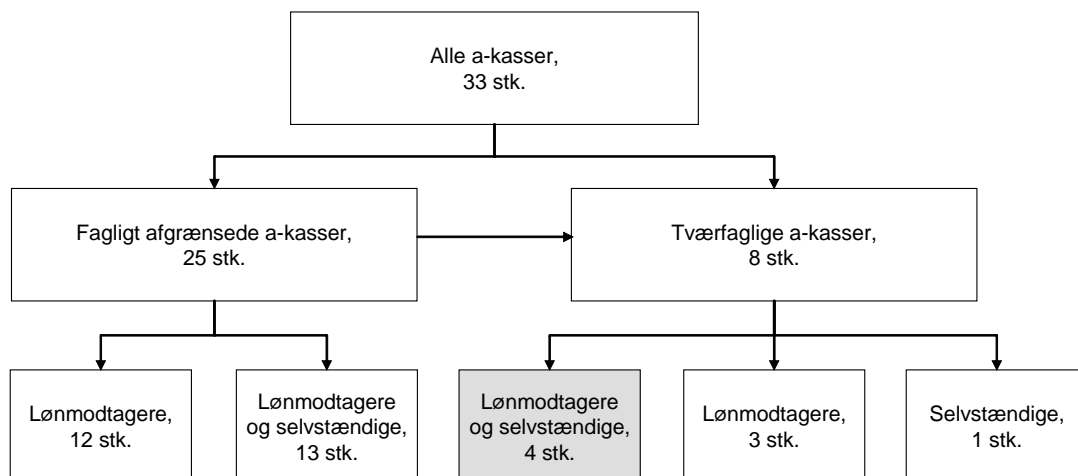 Alle a-kasser,
33 stk.
Fagligt afgrænsede a-kasser,
25 stk.
Tværfaglige a-kasser,
8 stk.
Lønmodtagere,
12 stk.
Lønmodtagere
og selvstændige,
13 stk.
Lønmodtagere
og selvstændige,
4 stk.
Lønmodtagere,
3 stk.
Selvstændige,
1 stk.